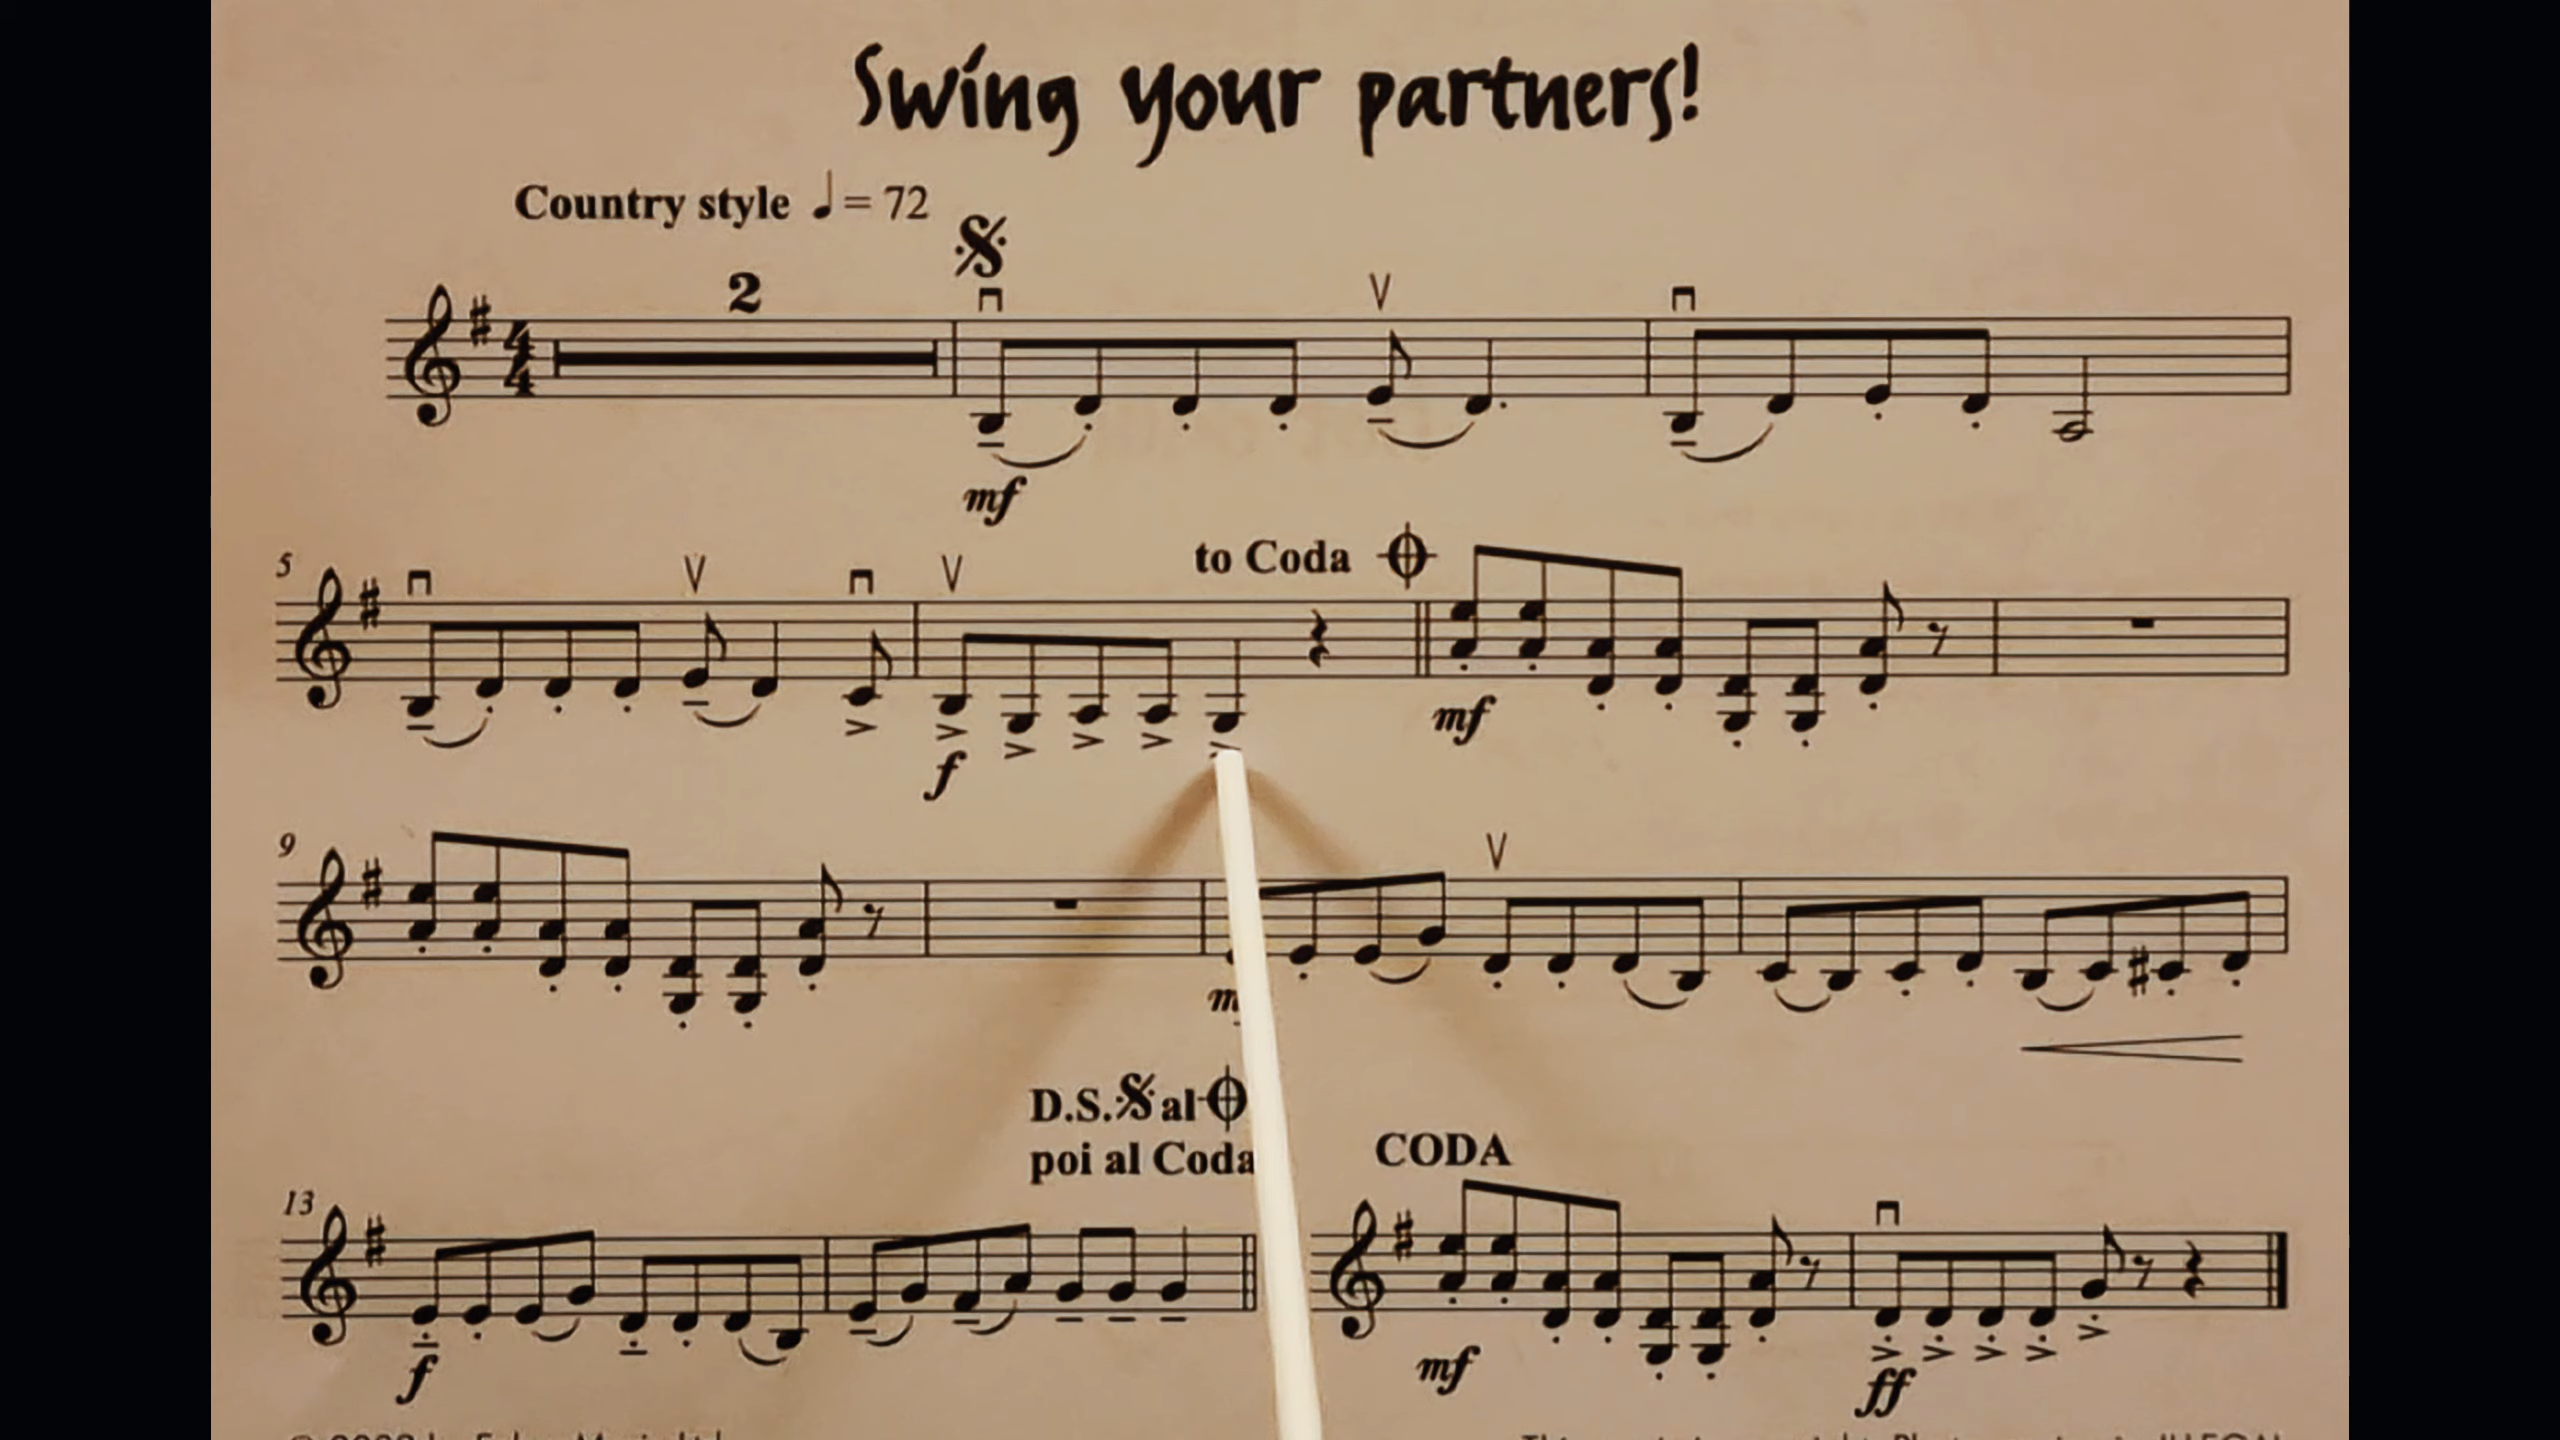 Swing your partners!
Country style ♩ = 72
2
mf
5
to Coda
f
mf
9
13
D.S. 𝄋 al 𝄌
poi al Coda
CODA
f
mf
ff